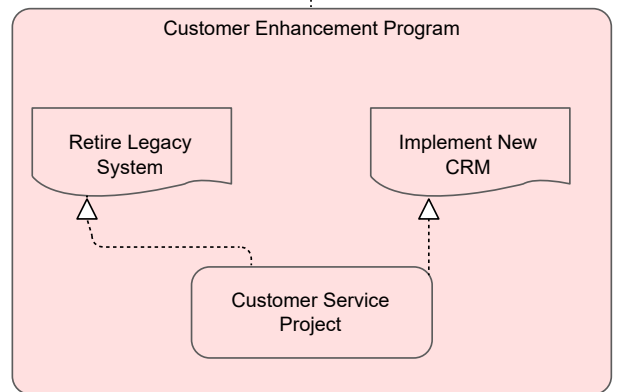 Customer Enhancement Program
Retire Legacy
System
Implement New
CRM
Customer Service
Project